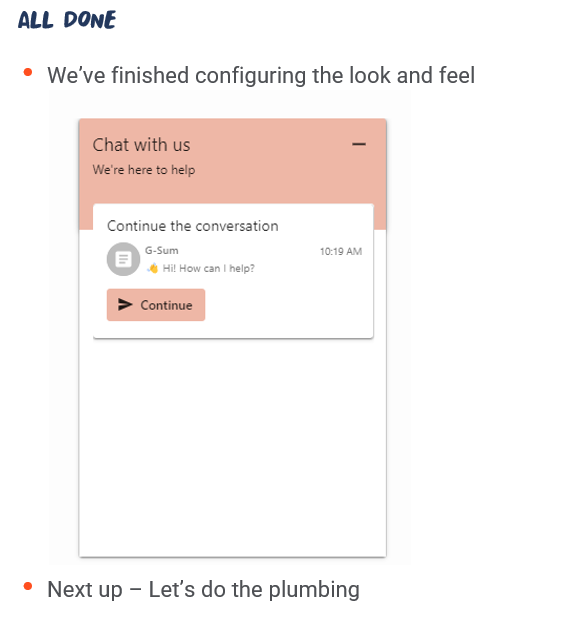 ALL DONE
• We’ve finished configuring the look and feel
Chat with us
We're here to help
Continue the conversation
G-Sum 10:19 AM
👋 Hi! How can I help?
Continue
• Next up – Let’s do the plumbing